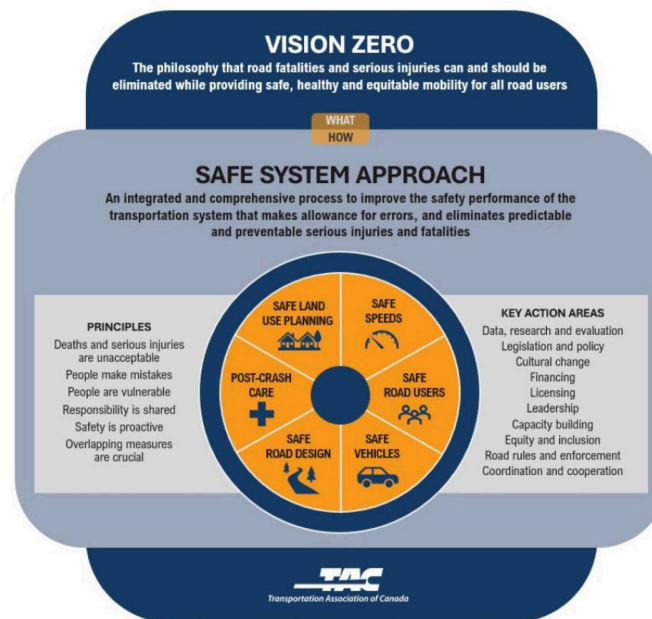 VISION ZERO
The philosophy that road fatalities and serious injuries can and should be
eliminated while providing safe, healthy and equitable mobility for all road users
WHAT
HOW
SAFE SYSTEM APPROACH
An integrated and comprehensive process to improve the safety performance of the
transportation system that makes allowance for errors, and eliminates predictable
and preventable serious injuries and fatalities
PRINCIPLES
Deaths and serious injuries
are unacceptable
People make mistakes
People are vulnerable
Responsibility is shared
Safety is proactive
Overlapping measures
are crucial
SAFE LAND
USE PLANNING
SAFE
SPEEDS
POST-CRASH
CARE
SAFE
ROAD USERS
SAFE
ROAD DESIGN
SAFE
VEHICLES
KEY ACTION AREAS
Data, research and evaluation
Legislation and policy
Cultural change
Financing
Licensing
Leadership
Capacity building
Equity and inclusion
Road rules and enforcement
Coordination and cooperation
TAC
Transportation Association of Canada